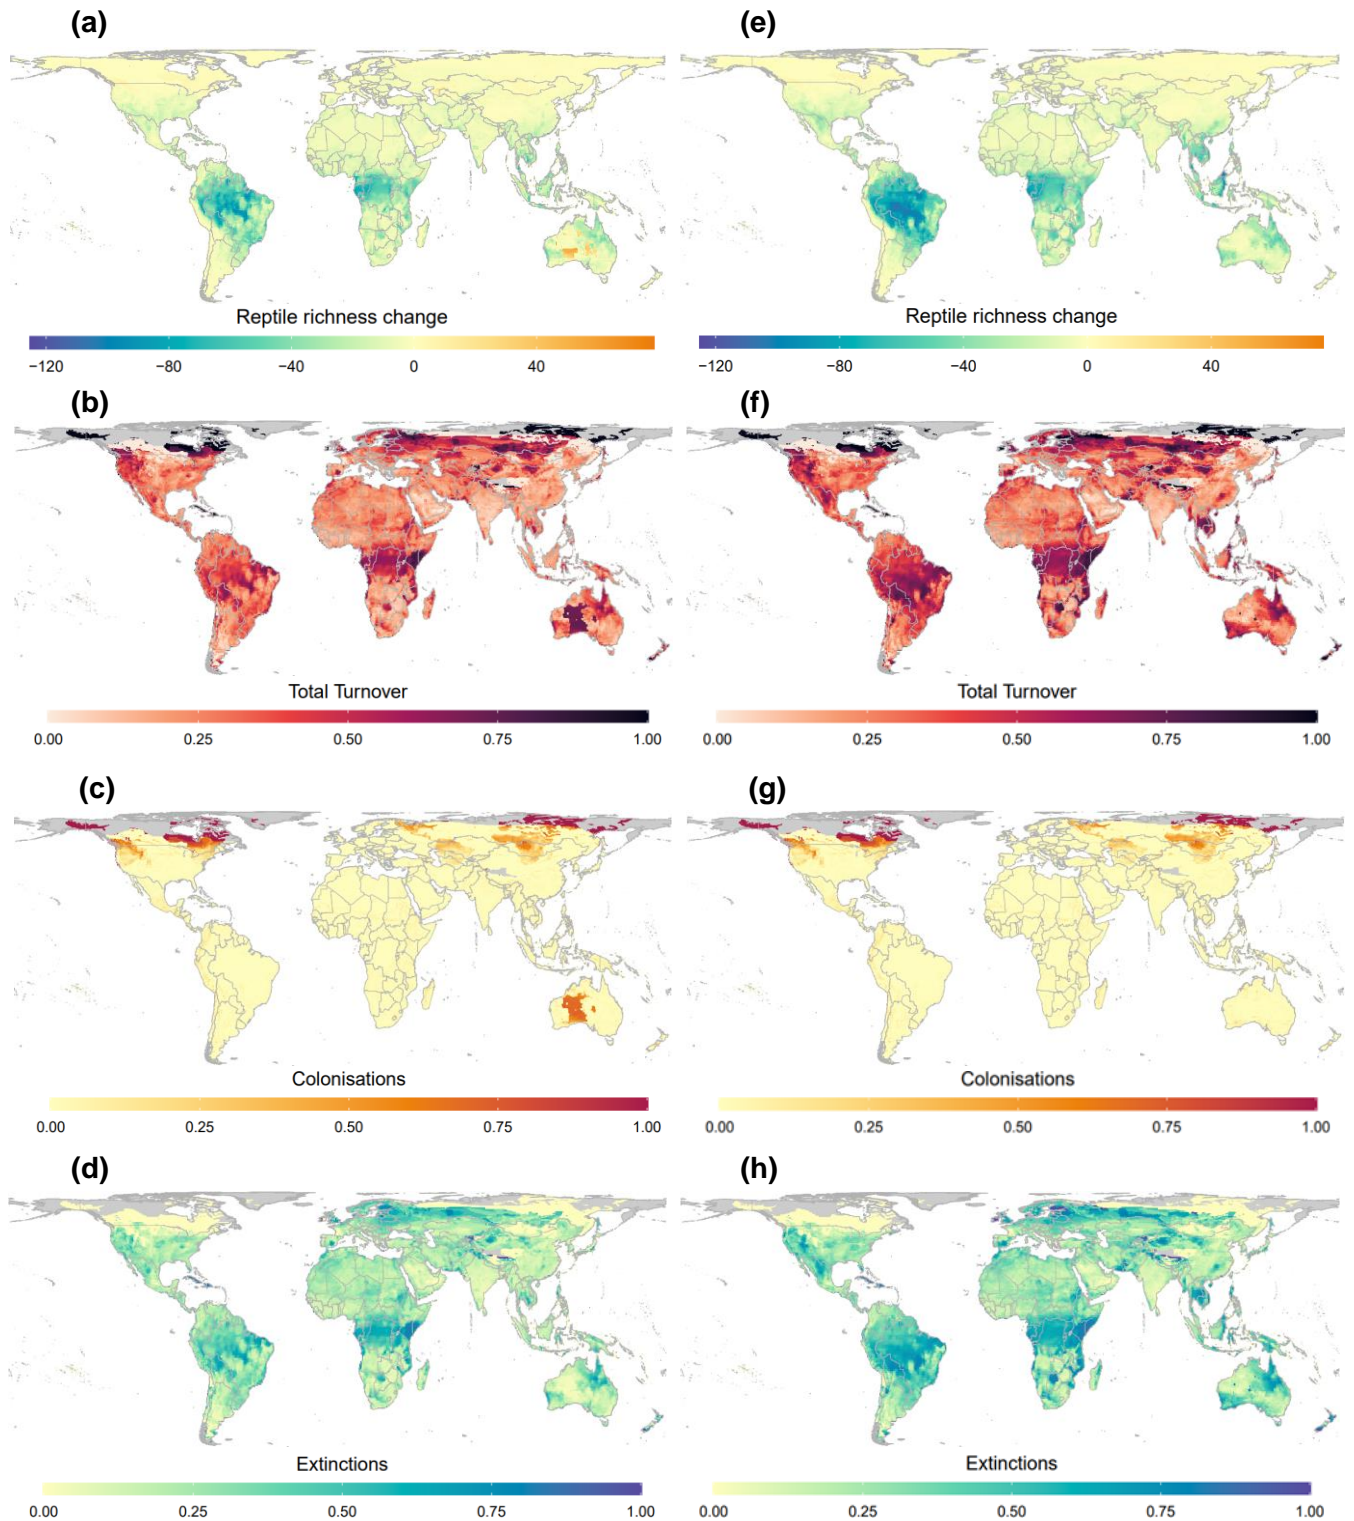 (a)
(e)
Reptile richness change
−120 −80 −40 0 40
Reptile richness change
−120 −80 −40 0 40
(b)
(f)
Total Turnover
0.00 0.25 0.50 0.75 1.00
Total Turnover
0.00 0.25 0.50 0.75 1.00
(c)
(g)
Colonisations
0.00 0.25 0.50 0.75 1.00
Colonisations
0.00 0.25 0.50 0.75 1.00
(d)
(h)
Extinctions
0.00 0.25 0.50 0.75 1.00
Extinctions
0.00 0.25 0.50 0.75 1.00